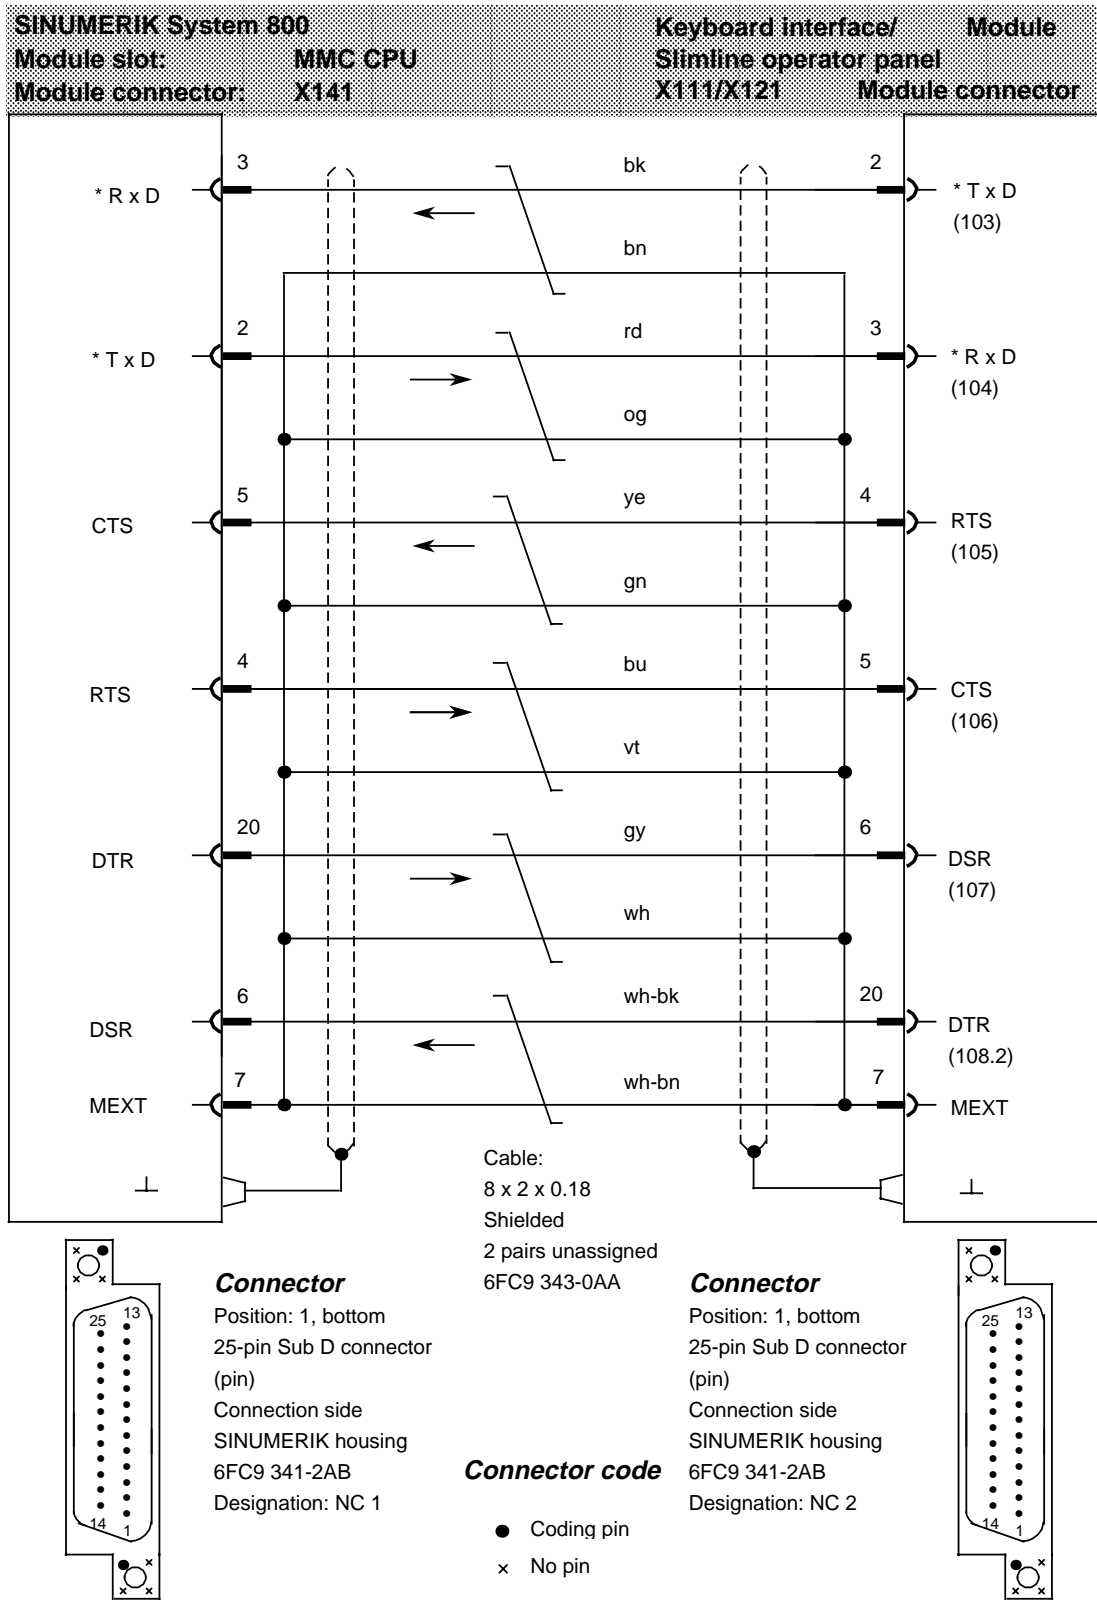 SINUMERIK System 800
Keyboard interface/ Module
Module slot: MMC CPU
Slimline operator panel
Module connector: X141
X111/X121 Module connector
3 bk 2
* R x D
* T x D
(103)
bn
2 rd 3
* T x D
* R x D
(104)
og
5 ye 4
CTS
RTS
(105)
gn
4 bu 5
RTS
CTS
(106)
vt
20 gy 6
DTR
DSR
(107)
wh
6 wh-bk 20
DSR
DTR
(108.2)
7 wh-bn 7
MEXT
MEXT
Cable:
8 x 2 x 0.18
Shielded
2 pairs unassigned
6FC9 343-0AA
25 13
14 1
Connector
Position: 1, bottom
25-pin Sub D connector
(pin)
Connection side
SINUMERIK housing
6FC9 341-2AB
Designation: NC 1
Connector code
● Coding pin
× No pin
Connector
Position: 1, bottom
25-pin Sub D connector
(pin)
Connection side
SINUMERIK housing
6FC9 341-2AB
Designation: NC 2
25 13
14 1